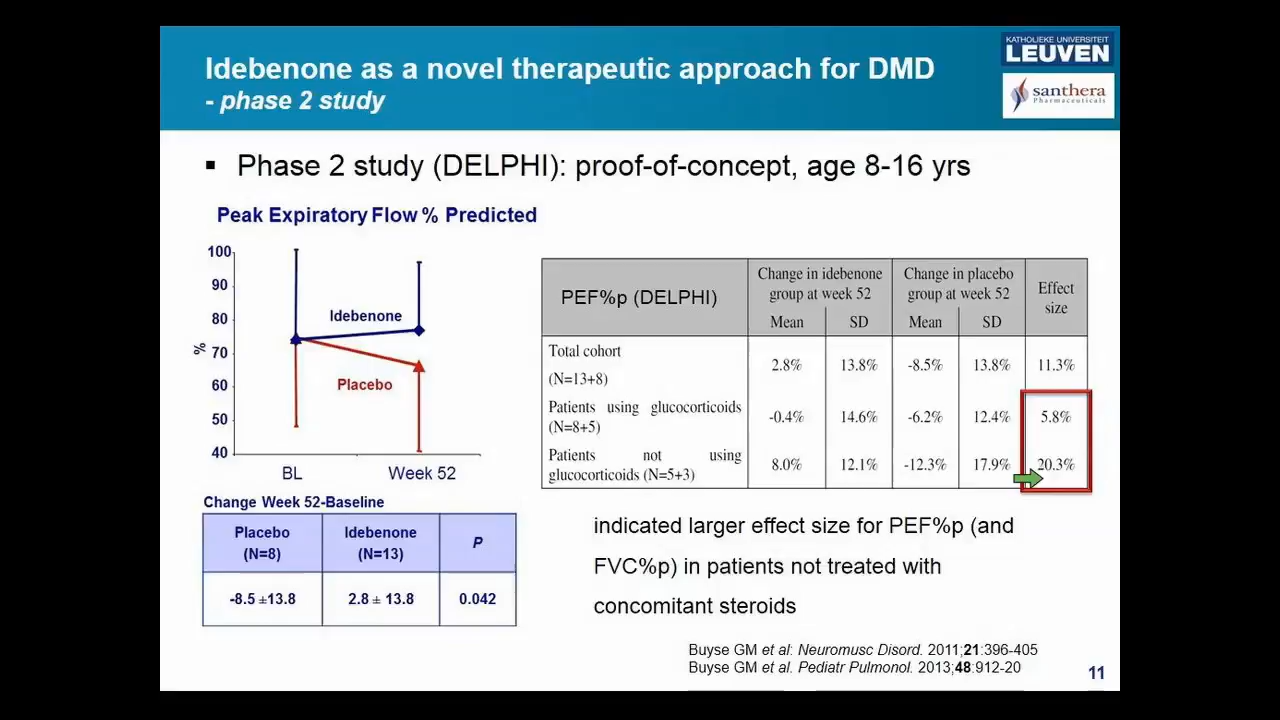 Idebenone as a novel therapeutic approach for DMD
- phase 2 study
KATHOLIEKE UNIVERSITEIT
LEUVEN
santhera
Pharmaceuticals
▪ Phase 2 study (DELPHI): proof-of-concept, age 8-16 yrs
Peak Expiratory Flow % Predicted
100
90
80
70
60
50
40
%
Idebenone
Placebo
BL Week 52
Change Week 52-Baseline
Placebo (N=8) Idebenone (N=13) P
-8.5 ±13.8 2.8 ± 13.8 0.042
PEF%p (DELPHI) Change in idebenone group at week 52 Change in placebo group at week 52 Effect size
Mean SD Mean SD
Total cohort (N=13+8) 2.8% 13.8% -8.5% 13.8% 11.3%
Patients using glucocorticoids (N=8+5) -0.4% 14.6% -6.2% 12.4% 5.8%
Patients not using glucocorticoids (N=5+3) 8.0% 12.1% -12.3% 17.9% 20.3%
indicated larger effect size for PEF%p (and
FVC%p) in patients not treated with
concomitant steroids
Buyse GM et al: Neuromusc Disord. 2011;21:396-405
Buyse GM et al. Pediatr Pulmonol. 2013;48:912-20
11